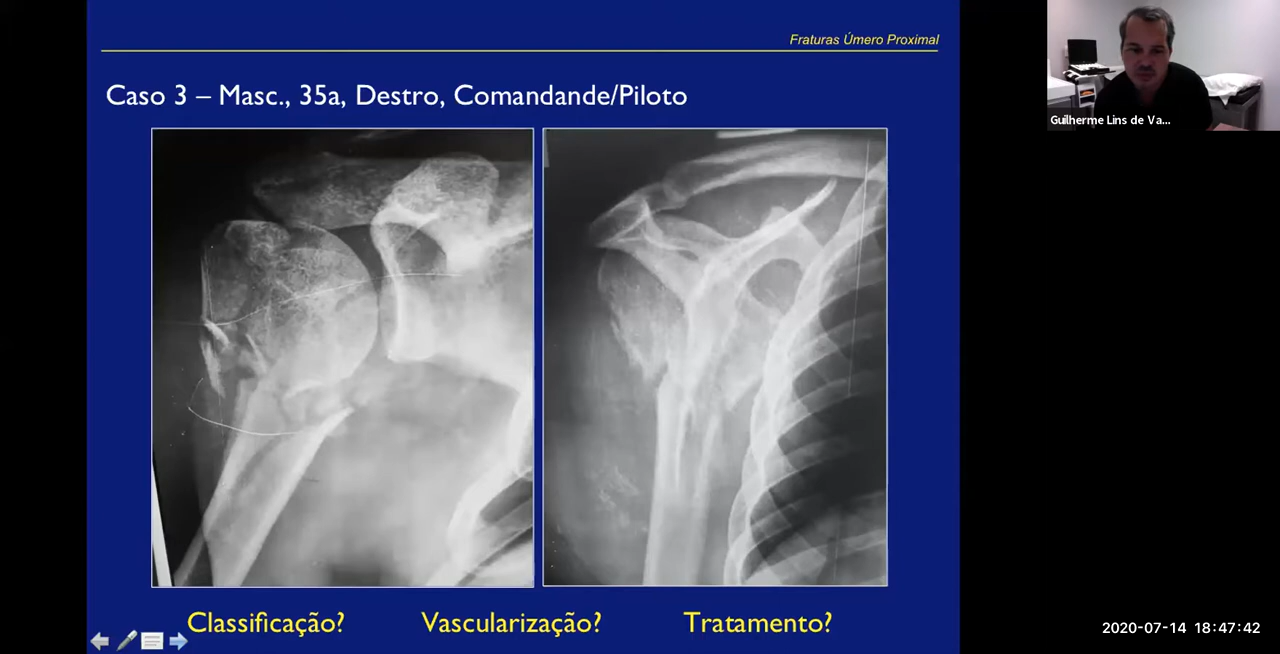 Fraturas Úmero Proximal
Caso 3 – Masc., 35a, Destro, Comandande/Piloto
Guilherme Lins de Va...
Classificação? Vascularização? Tratamento?
2020-07-14 18:47:42